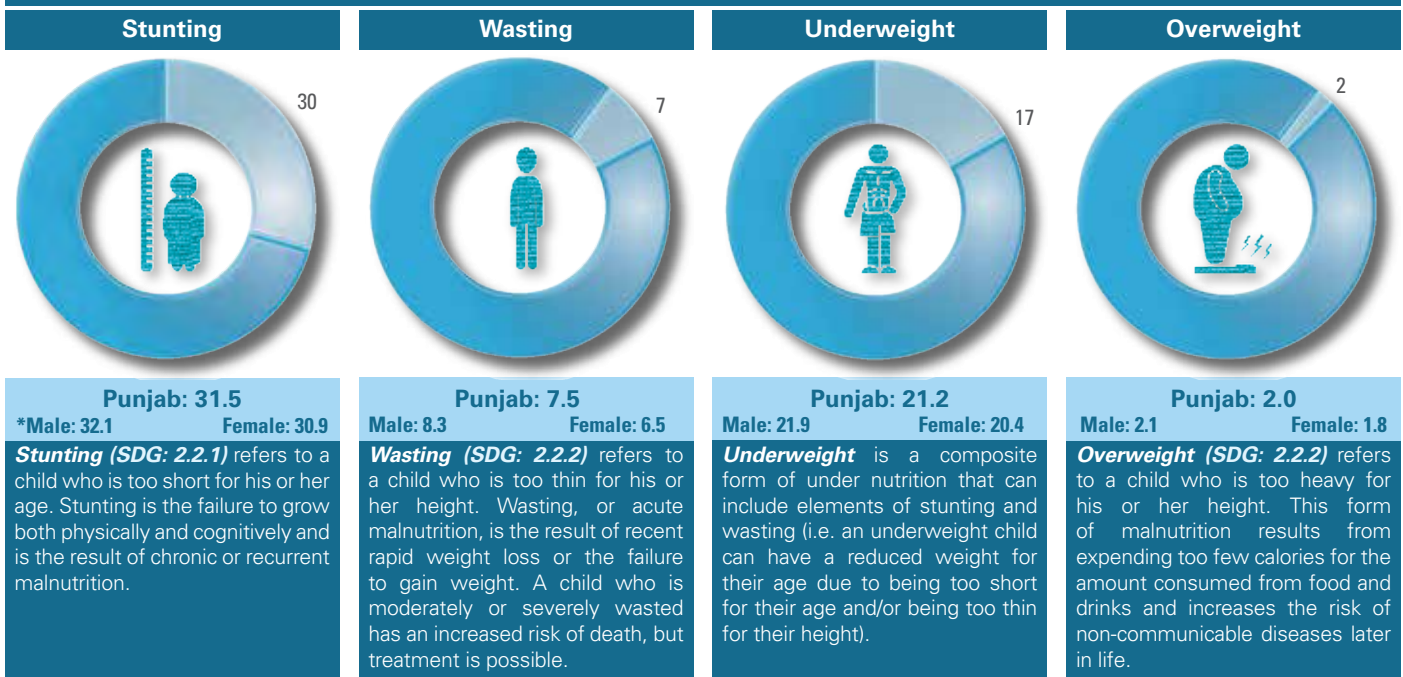 Stunting
30
Punjab: 31.5
*Male: 32.1 Female: 30.9
Stunting (SDG: 2.2.1) refers to a
child who is too short for his or her
age. Stunting is the failure to grow
both physically and cognitively and
is the result of chronic or recurrent
malnutrition.
Wasting
7
Punjab: 7.5
Male: 8.3 Female: 6.5
Wasting (SDG: 2.2.2) refers to
a child who is too thin for his or
her height. Wasting, or acute
malnutrition, is the result of recent
rapid weight loss or the failure
to gain weight. A child who is
moderately or severely wasted
has an increased risk of death, but
treatment is possible.
Underweight
17
Punjab: 21.2
Male: 21.9 Female: 20.4
Underweight is a composite
form of under nutrition that can
include elements of stunting and
wasting (i.e. an underweight child
can have a reduced weight for
their age due to being too short
for their age and/or being too thin
for their height).
Overweight
2
Punjab: 2.0
Male: 2.1 Female: 1.8
Overweight (SDG: 2.2.2) refers
to a child who is too heavy for
his or her height. This form
of malnutrition results from
expending too few calories for the
amount consumed from food and
drinks and increases the risk of
non-communicable diseases later
in life.